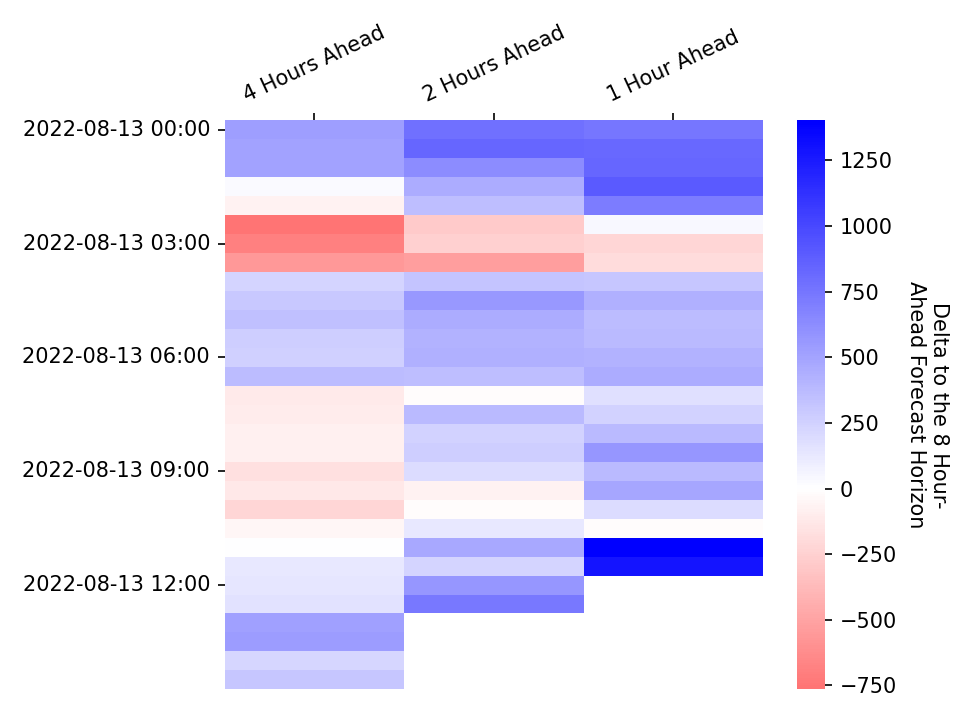 4 Hours Ahead
2 Hours Ahead
1 Hour Ahead
2022-08-13 00:00
2022-08-13 03:00
2022-08-13 06:00
2022-08-13 09:00
2022-08-13 12:00
1250
1000
750
500
250
0
−250
−500
−750
Delta to the 8 Hour-
Ahead Forecast Horizon